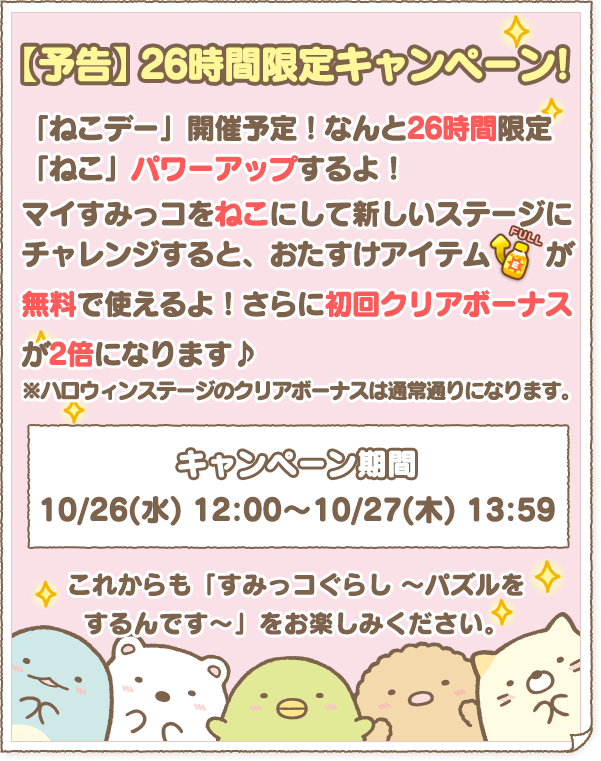 【予告】26時間限定キャンペーン!
「ねこデー」開催予定！なんと26時間限定
「ねこ」パワーアップするよ！
マイすみっコをねこにして新しいステージに
チャレンジすると、おたすけアイテム FULL が
無料で使えるよ！さらに初回クリアボーナス
が2倍になります♪
※ハロウィンステージのクリアボーナスは通常通りになります。
キャンペーン期間
10/26(水) 12:00～10/27(木) 13:59
これからも「すみっコぐらし ～パズルを
するんです～」をお楽しみください。